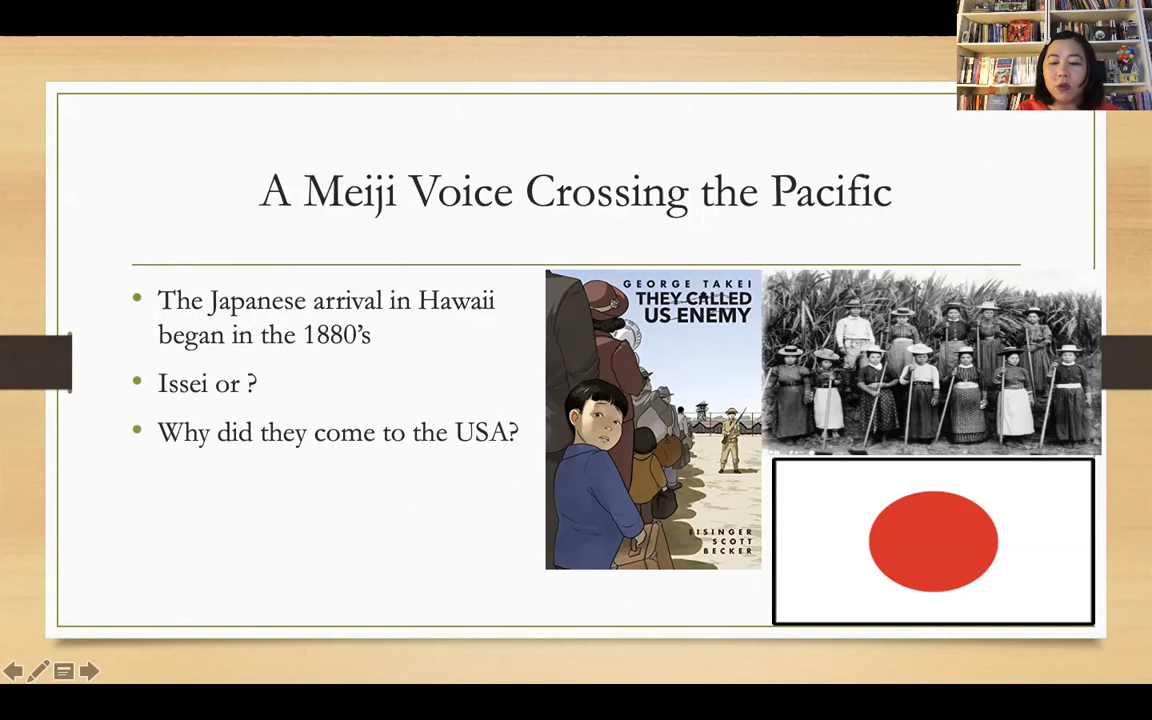 A Meiji Voice Crossing the Pacific
• The Japanese arrival in Hawaii
began in the 1880's
• Issei or ?
• Why did they come to the USA?
GEORGE TAKEI
THEY CALLED
US ENEMY
EISINGER
SCOTT
BECKER